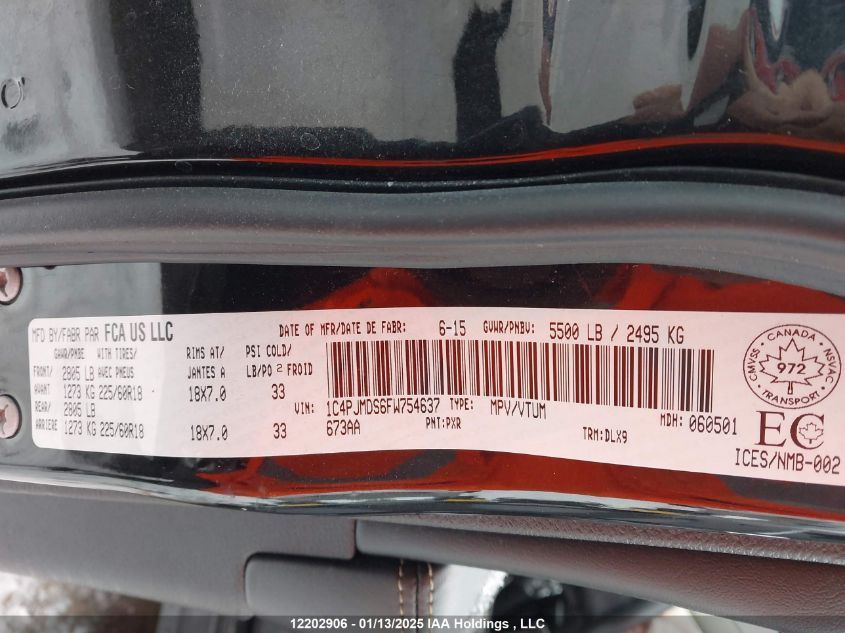 MFD BY/FABR PAR FCA US LLC DATE OF MFR/DATE DE FABR: 6-15 GVWR/PNBV: 5500 LB / 2495 KG
GAWR/PNBE WITH TIRES/ RIMS AT/ PSI COLD/
FRONT/ 2805 LB AVEC PNEUS JANTES A LB/PO 2 FROID
AVANT 1273 KG 225/60R18 18X7.0 33
REAR/ 2805 LB
ARRIERE 1273 KG 225/60R18 18X7.0 33
VIN: 1C4PJMDS6FW754637 TYPE: MPV/VTUM MDH: 060501
673AA PNT: PXR TRM: DLX9
CANADA
CMVSS 972 NSVAC
TRANSPORT
EC
ICES/NMB-002
12202906 - 01/13/2025 IAA Holdings , LLC